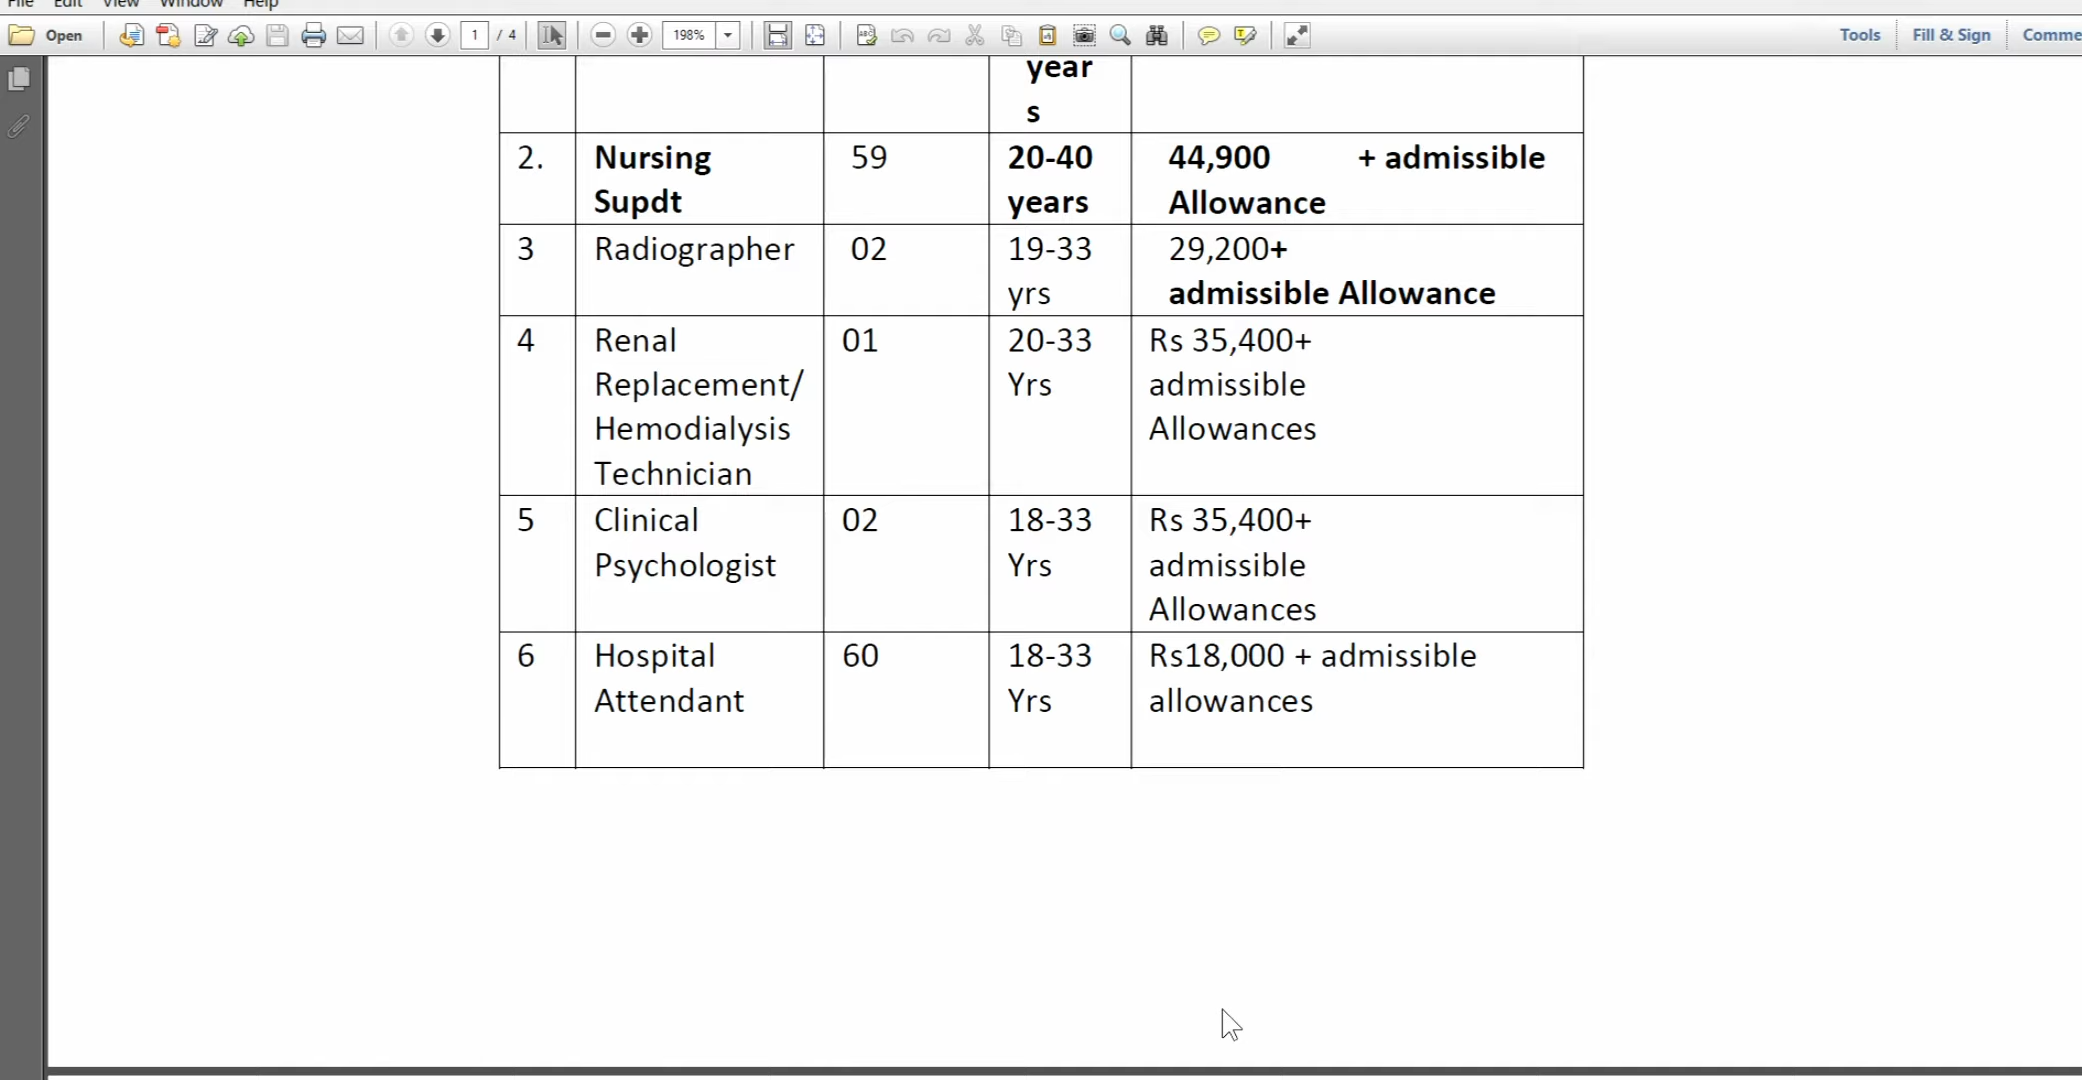 File Edit View Window Help
Open 1 / 4 198% Tools Fill & Sign Comme
year
s
2. Nursing Supdt 59 20-40 years 44,900 + admissible Allowance
3 Radiographer 02 19-33 yrs 29,200+ admissible Allowance
4 Renal Replacement/ Hemodialysis Technician 01 20-33 Yrs Rs 35,400+ admissible Allowances
5 Clinical Psychologist 02 18-33 Yrs Rs 35,400+ admissible Allowances
6 Hospital Attendant 60 18-33 Yrs Rs18,000 + admissible allowances